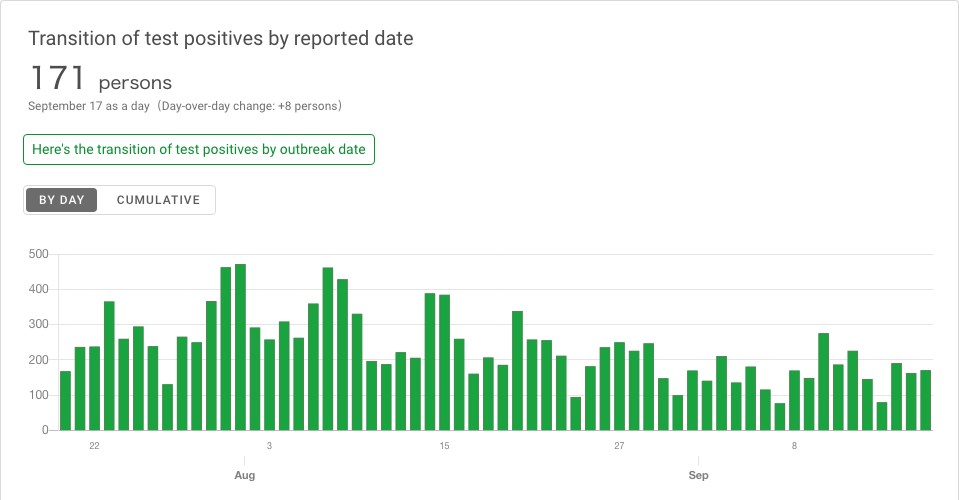 Transition of test positives by reported date
171 persons
September 17 as a day（Day-over-day change: +8 persons）
Here's the transition of test positives by outbreak date
BY DAY CUMULATIVE
500
400
300
200
100
0
22 3 15 27 8
Aug Sep